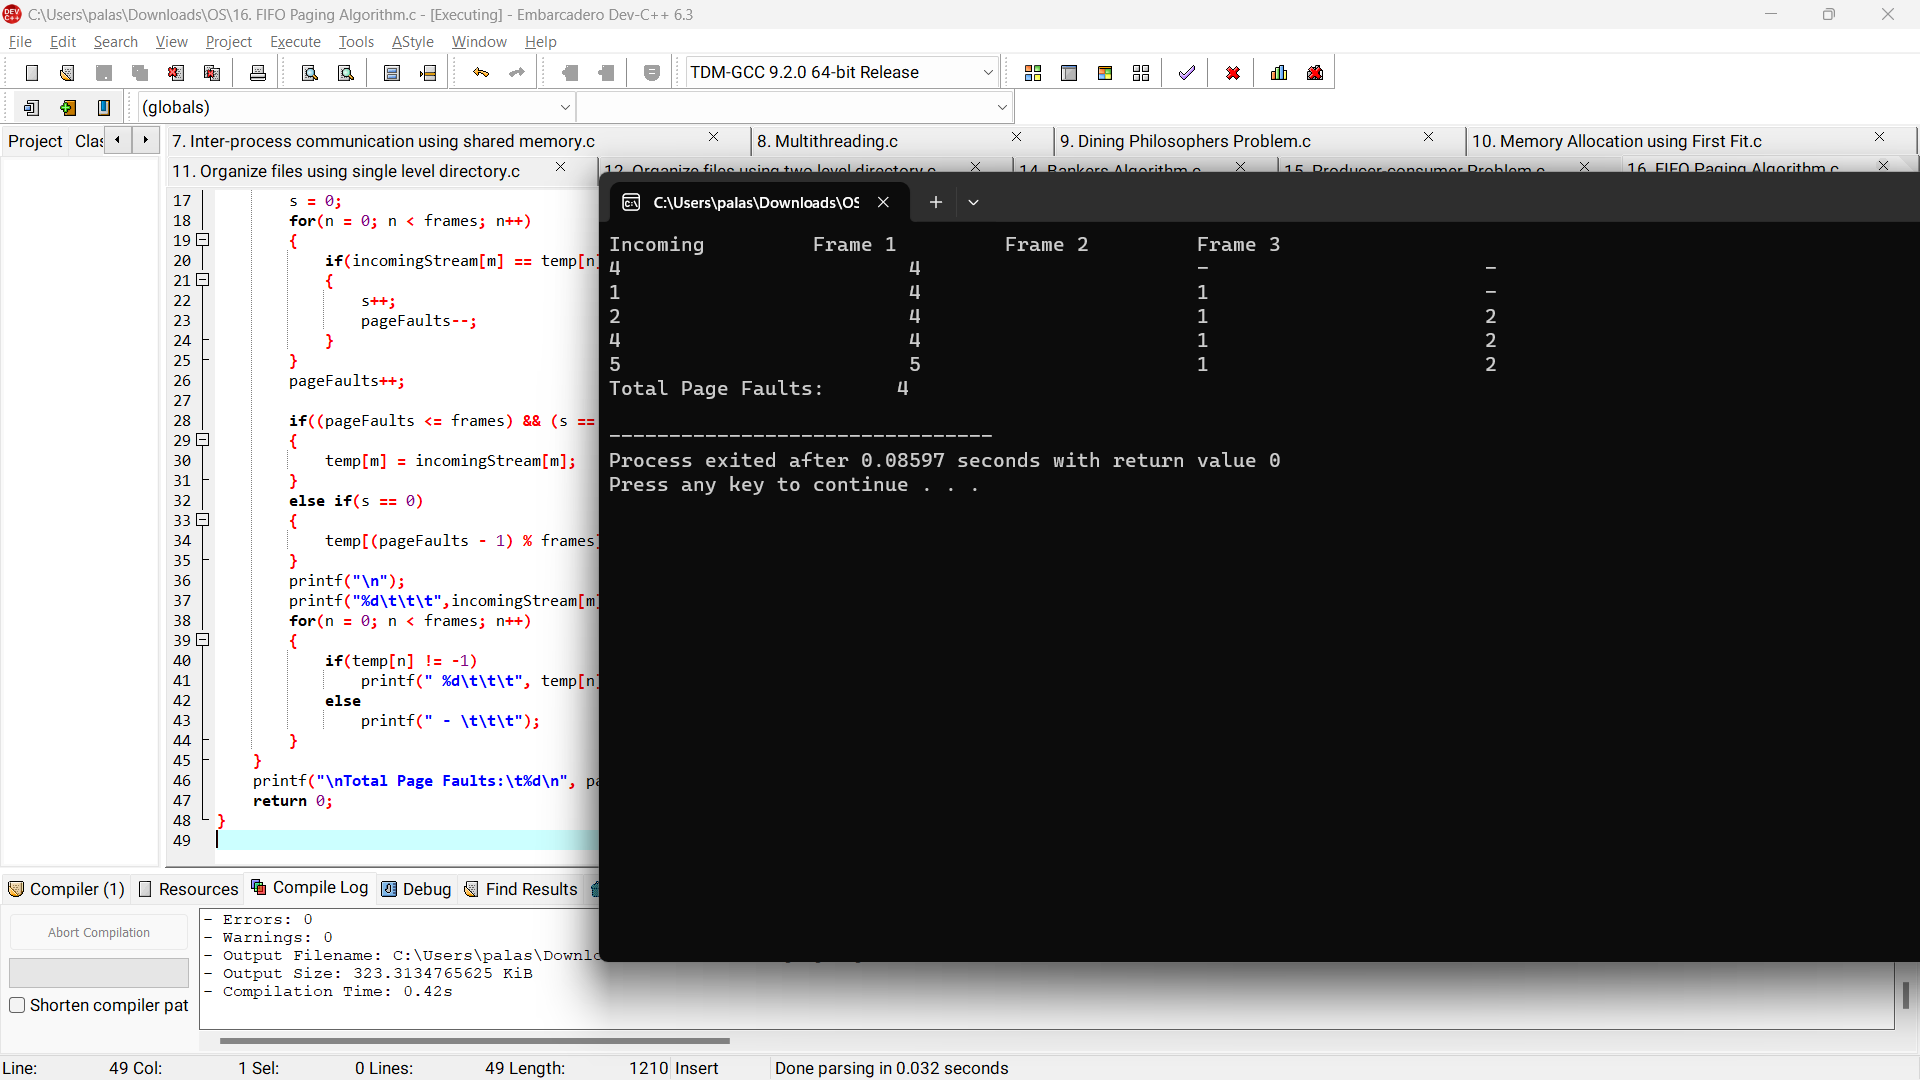 C:\Users\palas\Downloads\OS\16. FIFO Paging Algorithm.c - [Executing] - Embarcadero Dev-C++ 6.3
File Edit Search View Project Execute Tools AStyle Window Help
TDM-GCC 9.2.0 64-bit Release
(globals)
Project Clas
7. Inter-process communication using shared memory.c 8. Multithreading.c 9. Dining Philosophers Problem.c 10. Memory Allocation using First Fit.c
11. Organize files using single level directory.c 12. Organize files using two level directory.c 14. Bankers Algorithm.c 15. Producer-consumer Problem.c 16. FIFO Paging Algorithm.c
17 s = 0;
18 for(n = 0; n < frames; n++)
19 {
20 if(incomingStream[m] == temp[n]
21 {
22 s++;
23 pageFaults--;
24 }
25 }
26 pageFaults++;
27
28 if((pageFaults <= frames) && (s ==
29 {
30 temp[m] = incomingStream[m];
31 }
32 else if(s == 0)
33 {
34 temp[(pageFaults - 1) % frames]
35 }
36 printf("\n");
37 printf("%d\t\t\t",incomingStream[m]
38 for(n = 0; n < frames; n++)
39 {
40 if(temp[n] != -1)
41 printf(" %d\t\t\t", temp[n]
42 else
43 printf(" - \t\t\t");
44 }
45 }
46 printf("\nTotal Page Faults:\t%d\n", pa
47 return 0;
48 }
49
C:\Users\palas\Downloads\OS
Incoming Frame 1 Frame 2 Frame 3
4 4 - -
1 4 1 -
2 4 1 2
4 4 1 2
5 5 1 2
Total Page Faults: 4
--------------------------------
Process exited after 0.08597 seconds with return value 0
Press any key to continue . . .
Compiler (1) Resources Compile Log Debug Find Results
Abort Compilation
Shorten compiler pat
- Errors: 0
- Warnings: 0
- Output Filename: C:\Users\palas\Downlo
- Output Size: 323.3134765625 KiB
- Compilation Time: 0.42s
Line: 49 Col: 1 Sel: 0 Lines: 49 Length: 1210 Insert Done parsing in 0.032 seconds